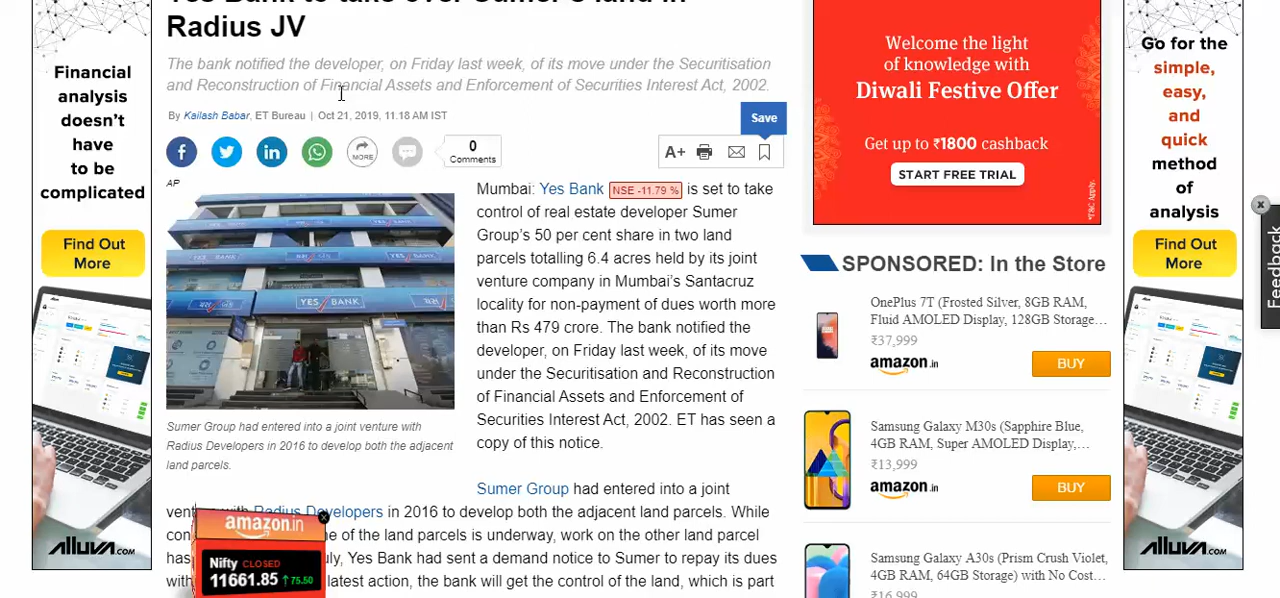 Radius JV
The bank notified the developer, on Friday last week, of its move under the Securitisation
and Reconstruction of Financial Assets and Enforcement of Securities Interest Act, 2002.
By Kailash Babar, ET Bureau | Oct 21, 2019, 11.18 AM IST
Save
MORE
0
Comments
A+
AP
Mumbai: Yes Bank NSE -11.79 % is set to take
control of real estate developer Sumer
Group's 50 per cent share in two land
parcels totalling 6.4 acres held by its joint
venture company in Mumbai's Santacruz
locality for non-payment of dues worth more
than Rs 479 crore. The bank notified the
developer, on Friday last week, of its move
under the Securitisation and Reconstruction
of Financial Assets and Enforcement of
Securities Interest Act, 2002. ET has seen a
copy of this notice.
YES BANK
Sumer Group had entered into a joint venture with
Radius Developers in 2016 to develop both the adjacent
land parcels.
Sumer Group had entered into a joint
with Radius Developers in 2016 to develop both the adjacent land parcels. While
of the land parcels is underway, work on the other land parcel
has Yes Bank had sent a demand notice to Sumer to repay its dues
latest action, the bank will get the control of the land, which is part
amazon.in
Nifty CLOSED
11661.85 ↑75.50
Financial
analysis
doesn't
have
to be
complicated
Find Out
More
ALLUVA.COM
Welcome the light
of knowledge with
Diwali Festive Offer
Get up to ₹1800 cashback
START FREE TRIAL
*T&C Apply.
SPONSORED: In the Store
OnePlus 7T (Frosted Silver, 8GB RAM,
Fluid AMOLED Display, 128GB Storage…
₹37,999
amazon.in
BUY
Samsung Galaxy M30s (Sapphire Blue,
4GB RAM, Super AMOLED Display,…
₹13,999
amazon.in
BUY
Samsung Galaxy A30s (Prism Crush Violet,
4GB RAM, 64GB Storage) with No Cost…
₹16,999
Go for the
simple,
easy,
and
quick
method
of
analysis
Find Out
More
ALLUVA.COM
x
Feedback